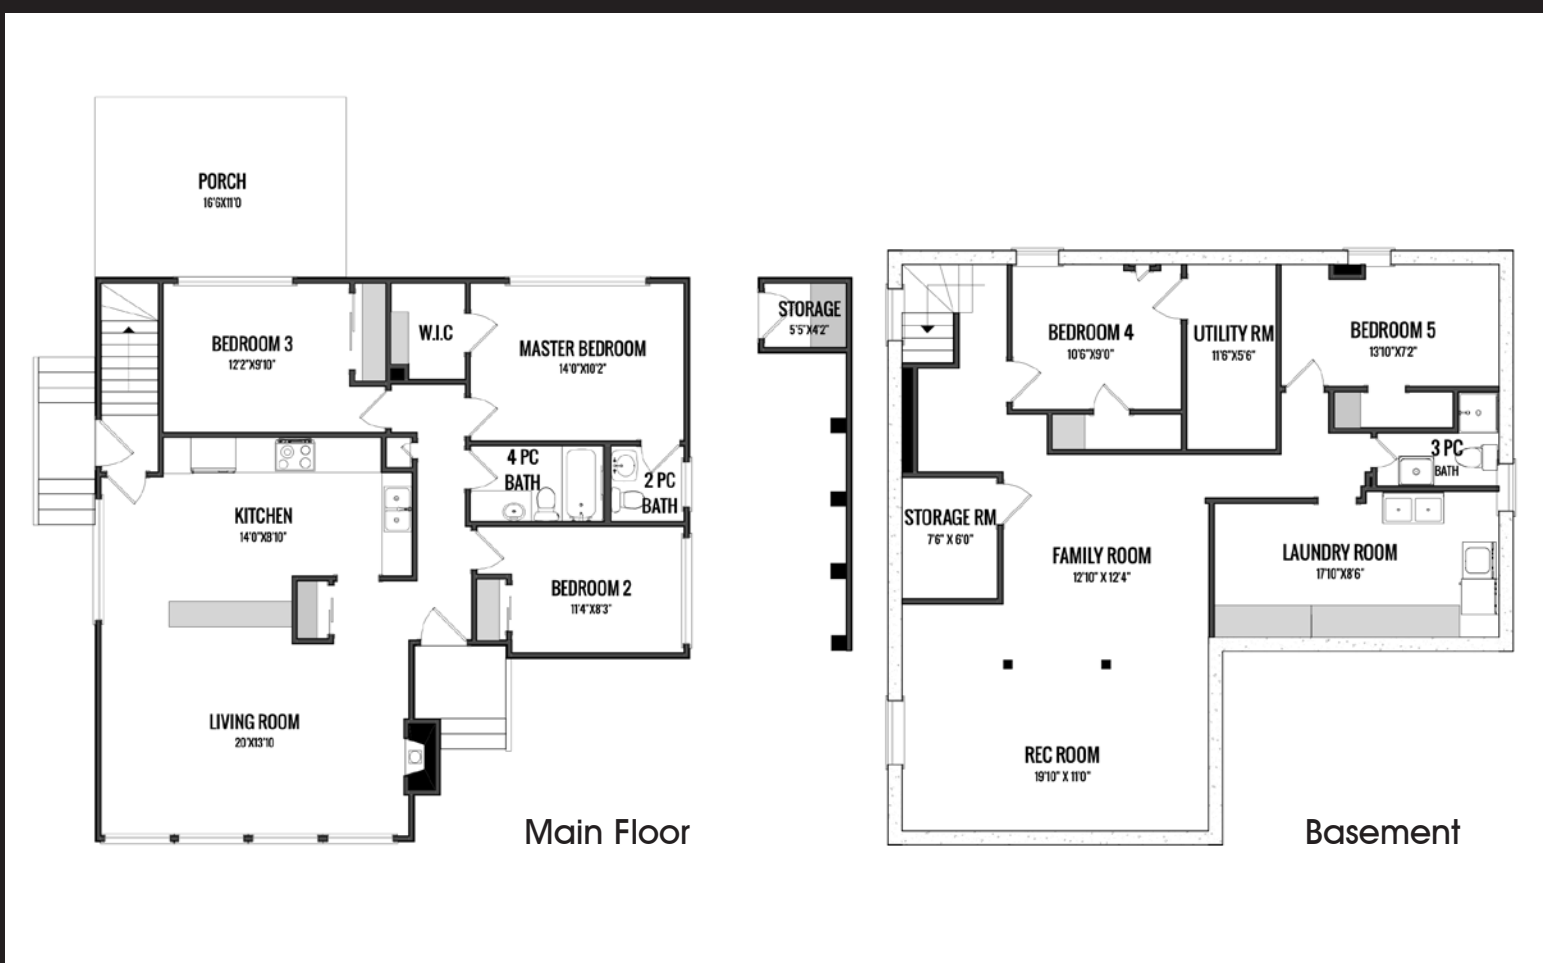 PORCH
16'6X11'0
BEDROOM 3
12'2"X9'10"
W.I.C
MASTER BEDROOM
14'0"X10'2"
4 PC
BATH
2 PC
BATH
KITCHEN
14'0"X8'10"
BEDROOM 2
11'4"X8'3"
LIVING ROOM
20'X13'10
Main Floor
STORAGE
5'5"X4'2"
BEDROOM 4
10'6"X9'0"
UTILITY RM
11'6"X5'6"
BEDROOM 5
13'10"X7'2"
3 PC
BATH
STORAGE RM
7'6" X 6'0"
FAMILY ROOM
12'10" X 12'4"
LAUNDRY ROOM
17'10"X8'6"
REC ROOM
19'10" X 11'0"
Basement